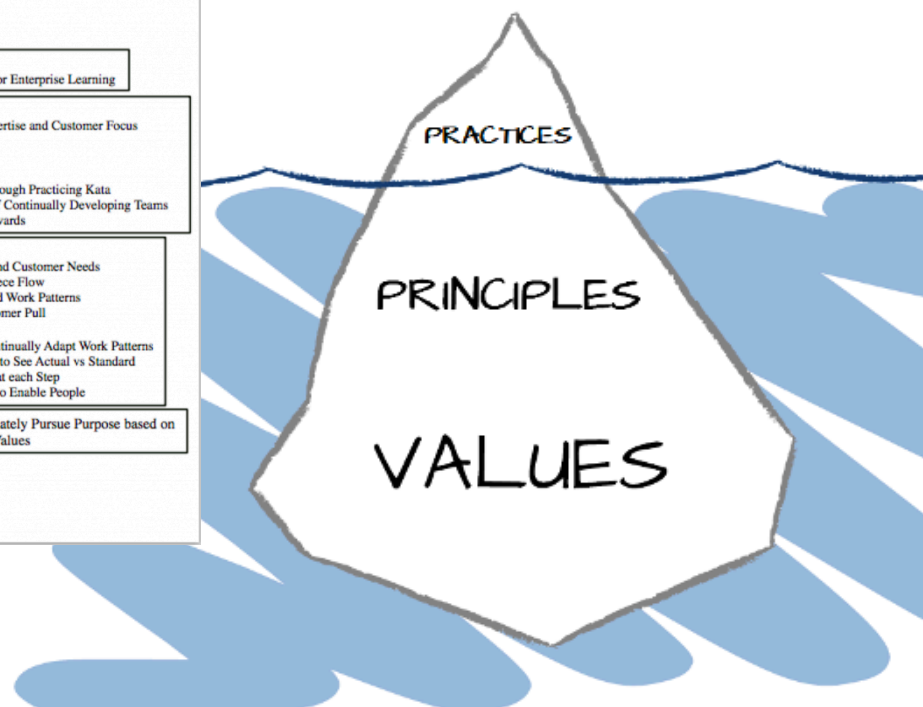 or Enterprise Learning
ertise and Customer Focus
ough Practicing Kata
Continually Developing Teams
vards
nd Customer Needs
ece Flow
d Work Patterns
omer Pull
tinually Adapt Work Patterns
to See Actual vs Standard
at each Step
o Enable People
ately Pursue Purpose based on
Values
PRACTICES
PRINCIPLES
VALUES